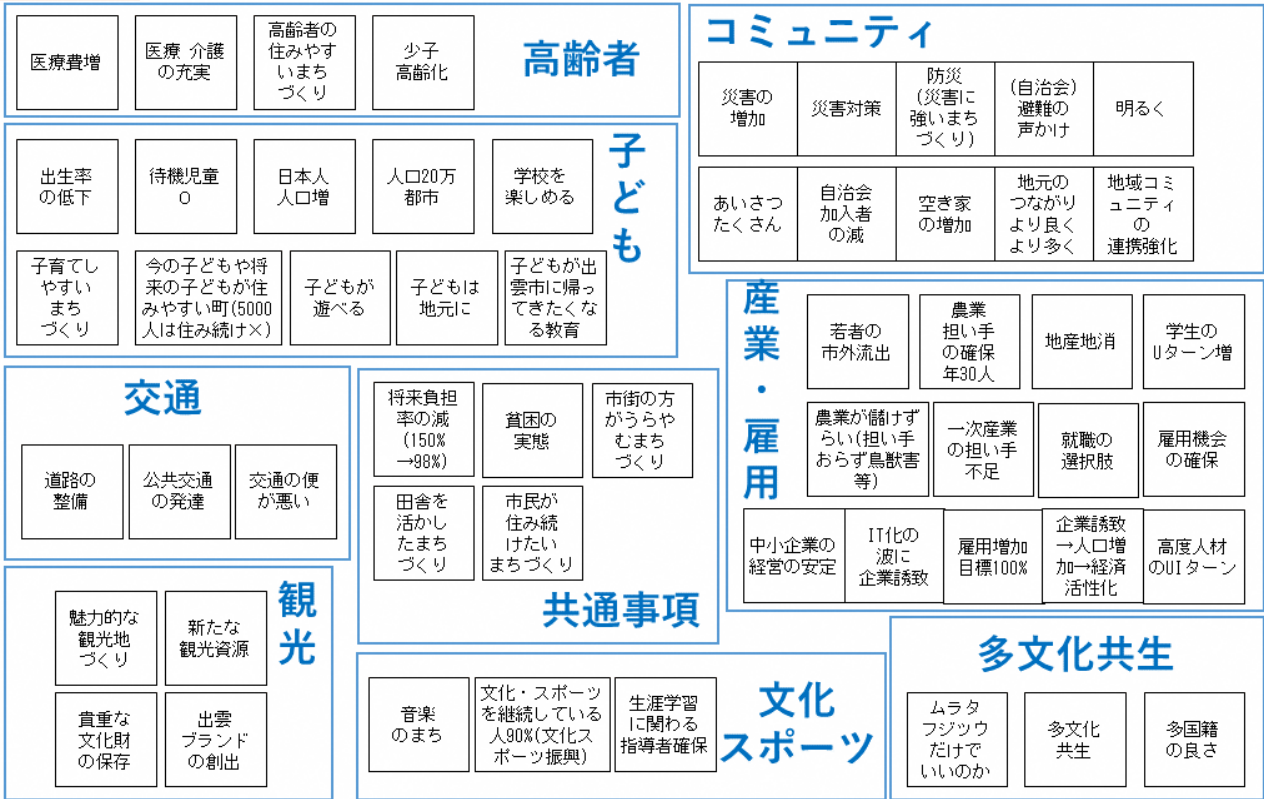 高齢者
医療費増
医療 介護
の充実
高齢者の
住みやす
いまち
づくり
少子
高齢化
コミュニティ
災害の
増加
災害対策
防災
(災害に
強いまち
づくり)
(自治会)
避難の
声かけ
明るく
あいさつ
たくさん
自治会
加入者
の減
空き家
の増加
地元の
つながり
より良く
より多く
地域コミ
ュニティ
の
連携強化
子ども
出生率
の低下
待機児童
0
日本人
人口増
人口20万
都市
学校を
楽しめる
子育てし
やすい
まち
づくり
今の子どもや将
来の子どもが住
みやすい町(5000
人は住み続け×)
子どもが
遊べる
子どもは
地元に
子どもが出
雲市に帰っ
てきたくな
る教育
産業・雇用
若者の
市外流出
農業
担い手
の確保
年30人
地産地消
学生の
Uターン増
農業が儲けず
らい(担い手
おらず鳥獣害
等)
一次産業
の担い手
不足
就職の
選択肢
雇用機会
の確保
中小企業の
経営の安定
IT化の
波に
企業誘致
雇用増加
目標100%
企業誘致
→人口増
加→経済
活性化
高度人材
のUIターン
交通
道路の
整備
公共交通
の発達
交通の便
が悪い
将来負担
率の減
(150%
→98%)
貧困の
実態
市街の方
がうらや
むまち
づくり
田舎を
活かし
たまち
づくり
市民が
住み続
けたい
まちづくり
共通事項
観光
魅力的な
観光地
づくり
新たな
観光資源
貴重な
文化財
の保存
出雲
ブランド
の創出
文化
スポーツ
音楽
のまち
文化・スポーツ
を継続している
人90%(文化ス
ポーツ振興)
生涯学習
に関わる
指導者確保
多文化共生
ムラタ
フジツウ
だけで
いいのか
多文化
共生
多国籍
の良さ